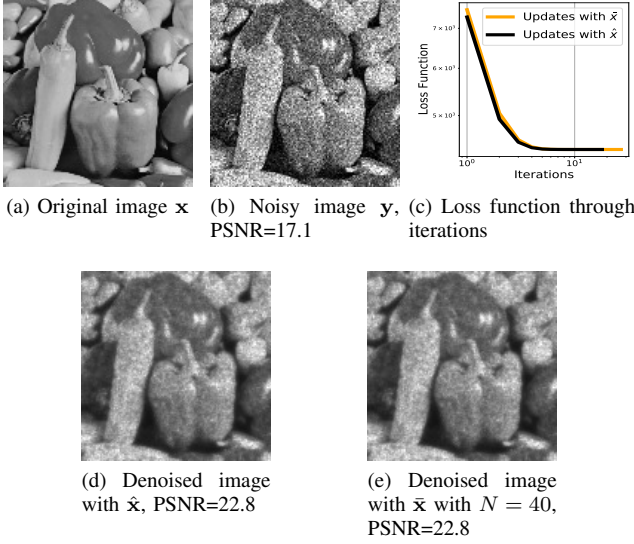 Updates with x̄
Updates with x̂
Loss Function
7 × 10³
6 × 10³
5 × 10³
10⁰
10¹
Iterations
(a) Original image x
(b) Noisy image y,
PSNR=17.1
(c) Loss function through
iterations
(d) Denoised image
with x̂, PSNR=22.8
(e) Denoised image
with x̄ with N = 40,
PSNR=22.8